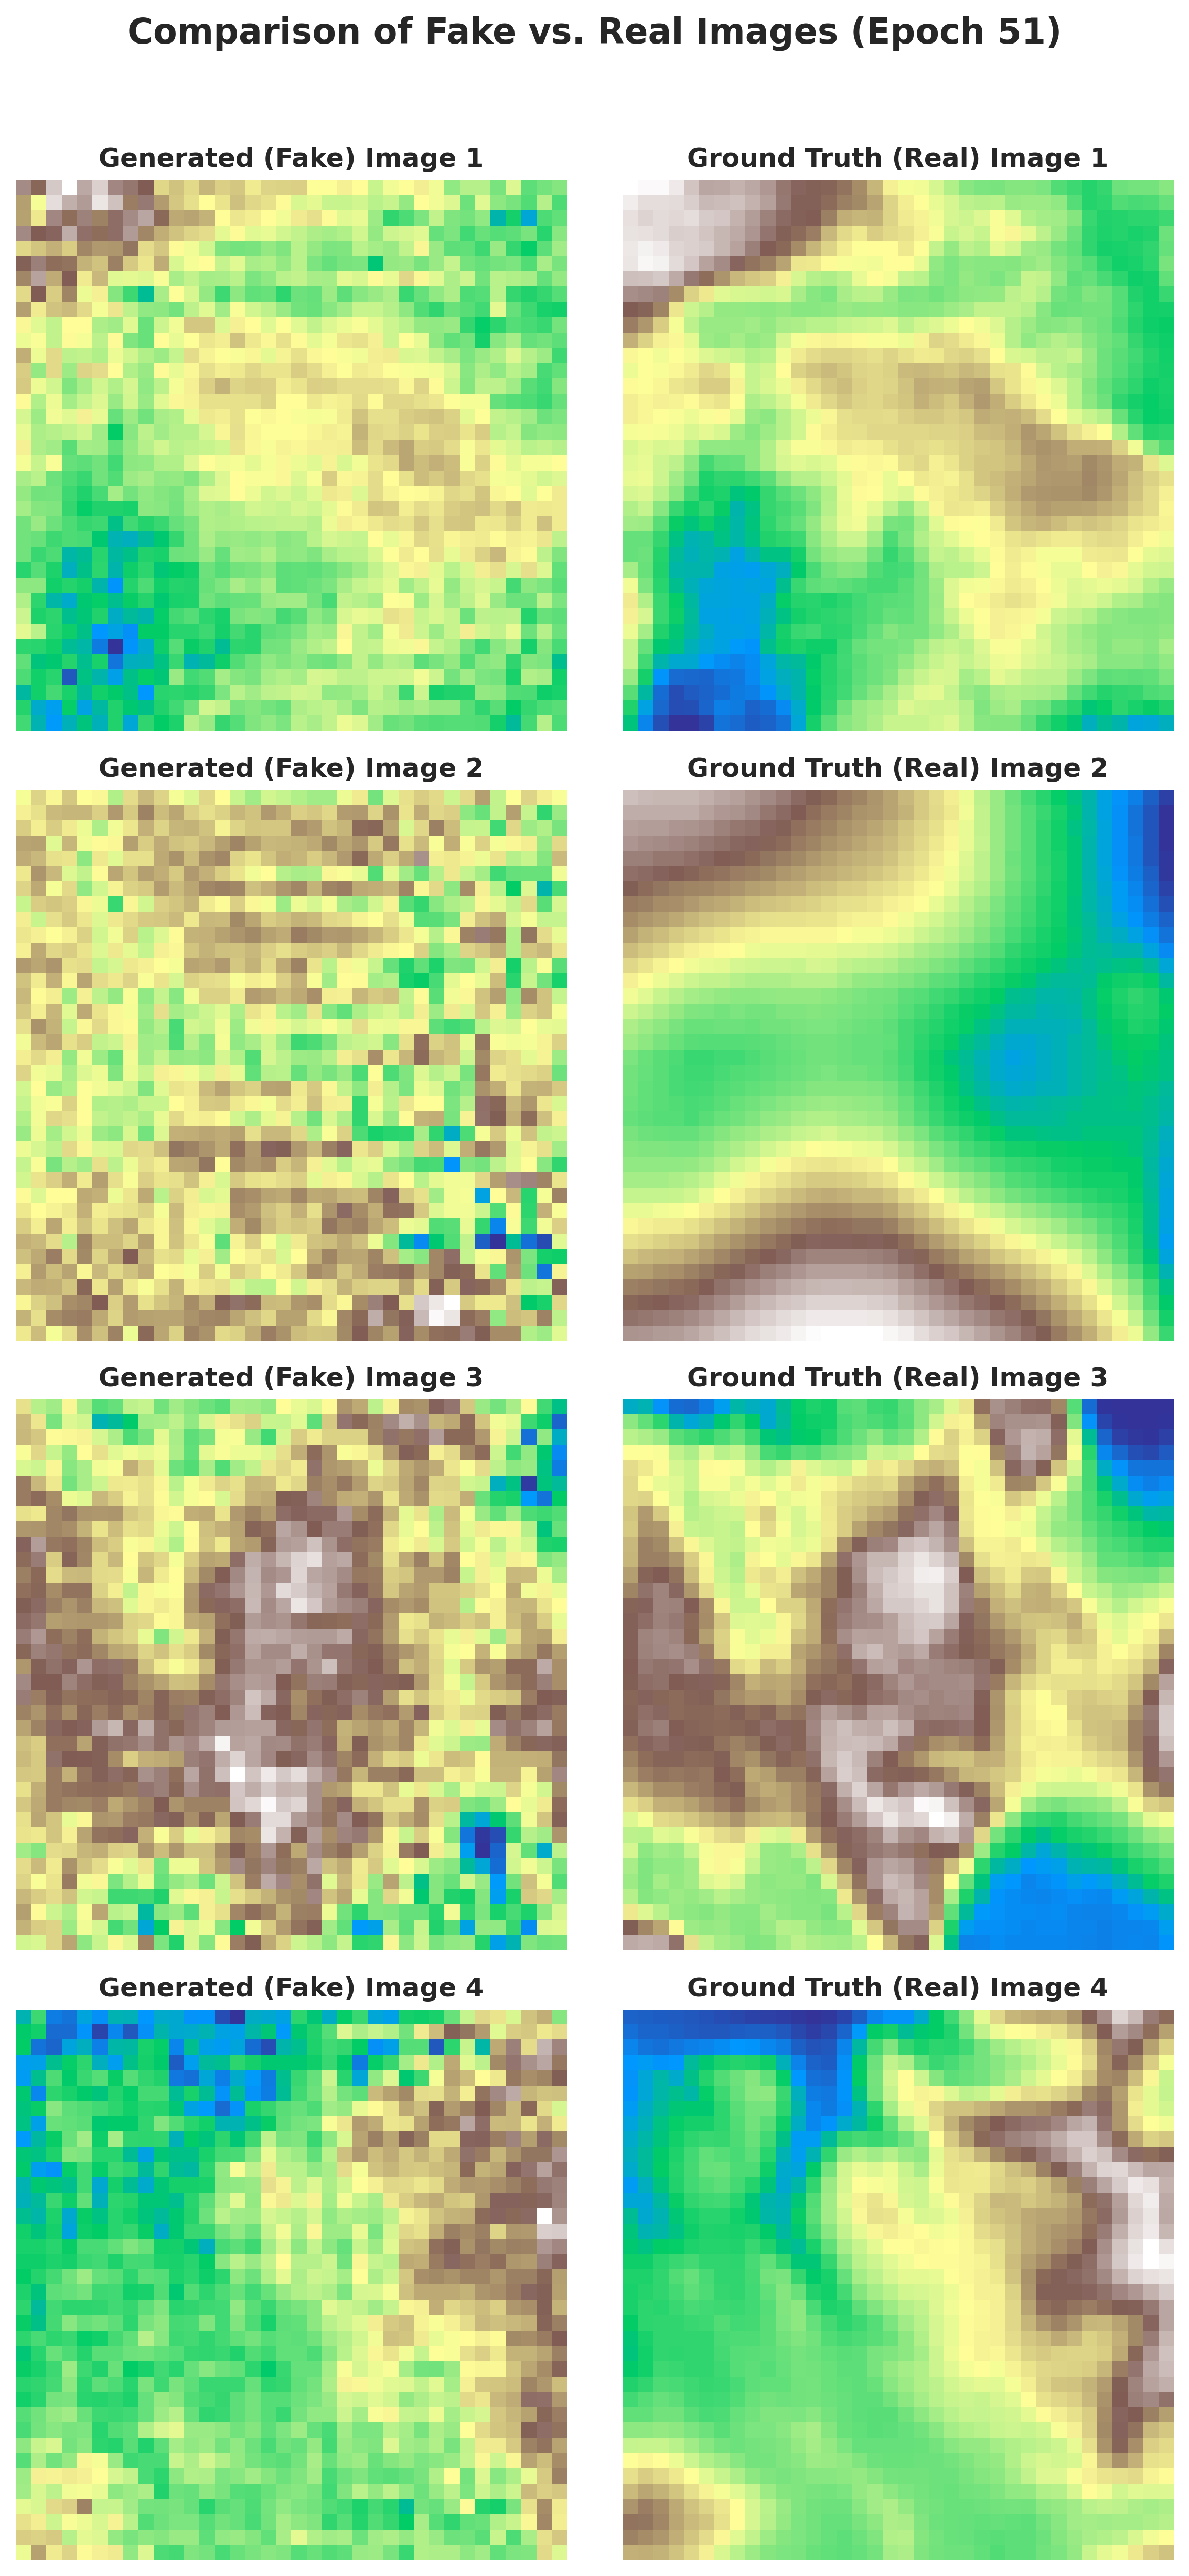 Comparison of Fake vs. Real Images (Epoch 51)
Generated (Fake) Image 1
Ground Truth (Real) Image 1
Generated (Fake) Image 2
Ground Truth (Real) Image 2
Generated (Fake) Image 3
Ground Truth (Real) Image 3
Generated (Fake) Image 4
Ground Truth (Real) Image 4